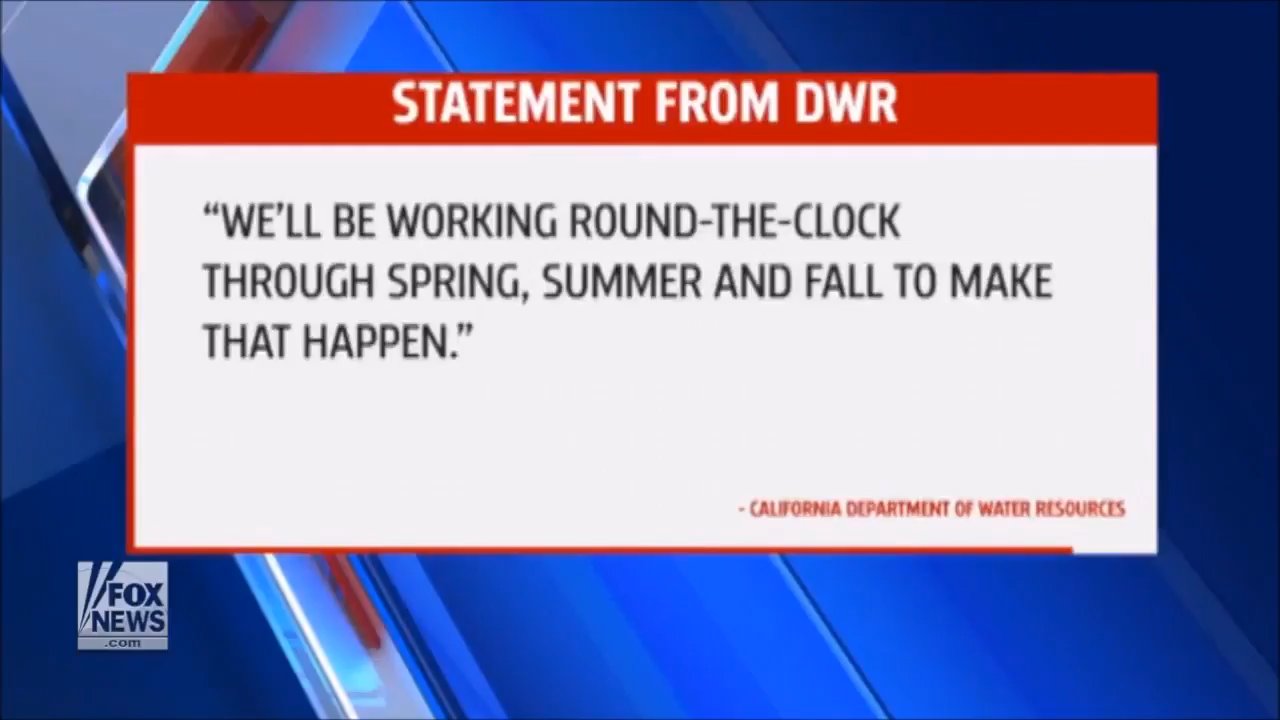 STATEMENT FROM DWR
“WE’LL BE WORKING ROUND-THE-CLOCK
THROUGH SPRING, SUMMER AND FALL TO MAKE
THAT HAPPEN.”
- CALIFORNIA DEPARTMENT OF WATER RESOURCES
FOX
NEWS
.com